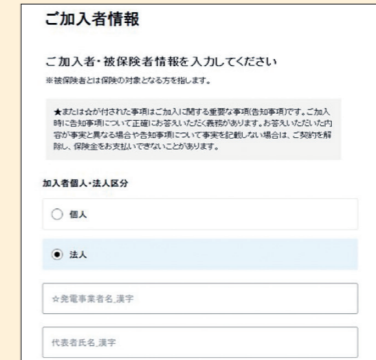 ご加入者情報
ご加入者・被保険者情報を入力してください
※被保険者とは保険の対象となる方を指します。
★または☆が付された事項はご加入に関する重要な事項(告知事項)です。ご加入
時に告知事項について正確にお答えいただく義務があります。お答えいただいた内
容が事実と異なる場合や告知事項について事実を記載しない場合は、ご契約を解
除し、保険金をお支払いできないことがあります。
加入者個人・法人区分
個人
法人
☆発電事業者名_漢字
代表者氏名_漢字